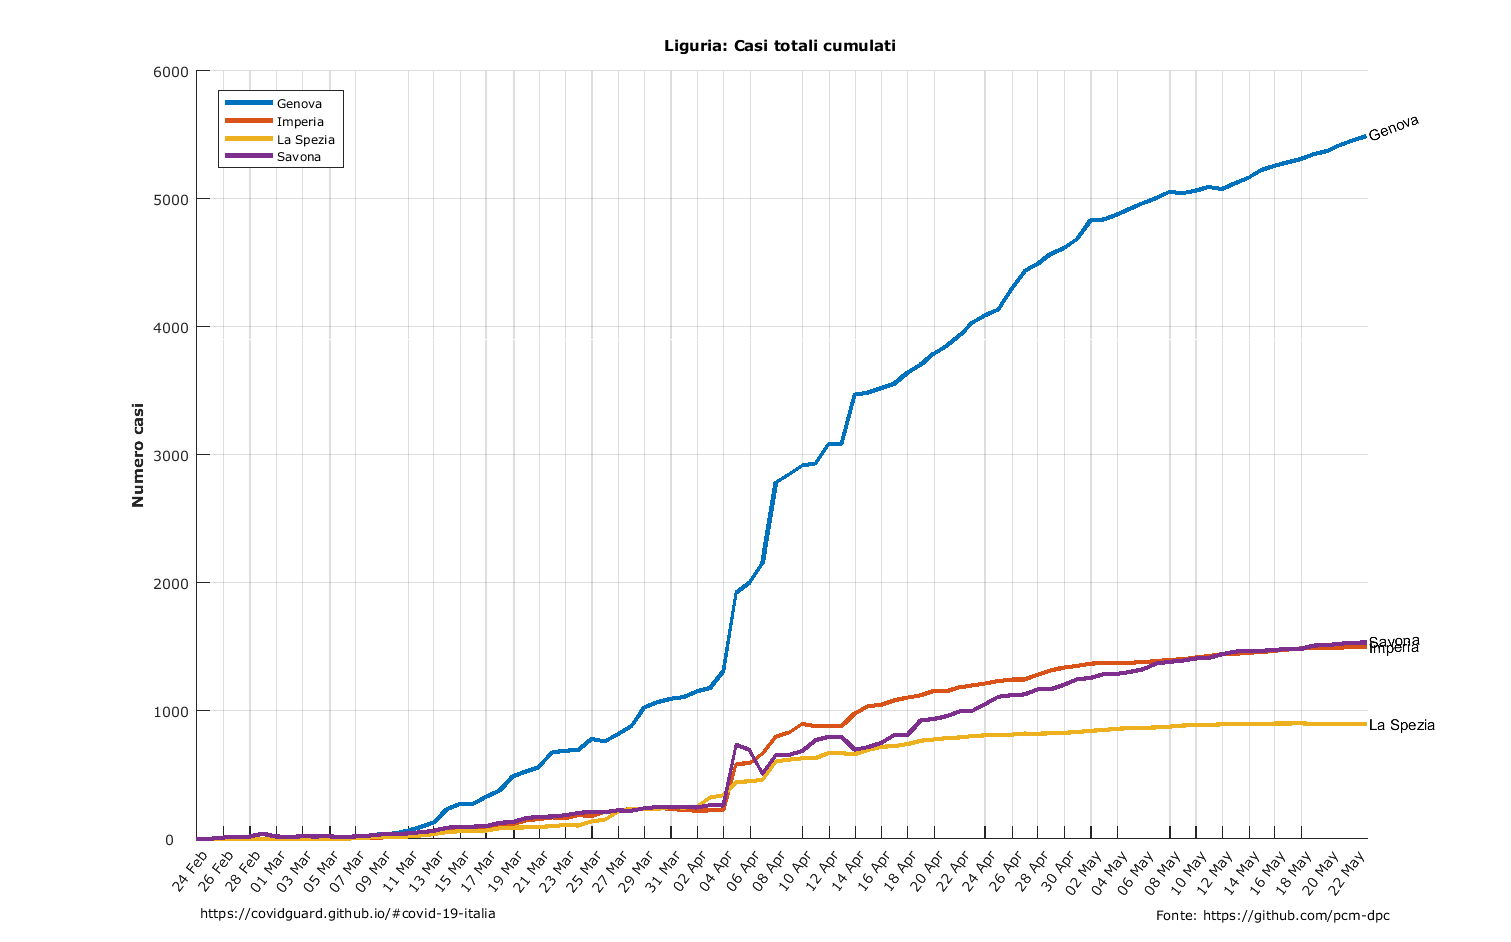 Liguria: Casi totali cumulati
6000
5000
4000
3000
2000
1000
0
Numero casi
Genova
Imperia
La Spezia
Savona
Genova
Savona
Imperia
La Spezia
24 Feb
26 Feb
28 Feb
01 Mar
03 Mar
05 Mar
07 Mar
09 Mar
11 Mar
13 Mar
15 Mar
17 Mar
19 Mar
21 Mar
23 Mar
25 Mar
27 Mar
29 Mar
31 Mar
02 Apr
04 Apr
06 Apr
08 Apr
10 Apr
12 Apr
14 Apr
16 Apr
18 Apr
20 Apr
22 Apr
24 Apr
26 Apr
28 Apr
30 Apr
02 May
04 May
06 May
08 May
10 May
12 May
14 May
16 May
18 May
20 May
22 May
https://covidguard.github.io/#covid-19-italia
Fonte: https://github.com/pcm-dpc